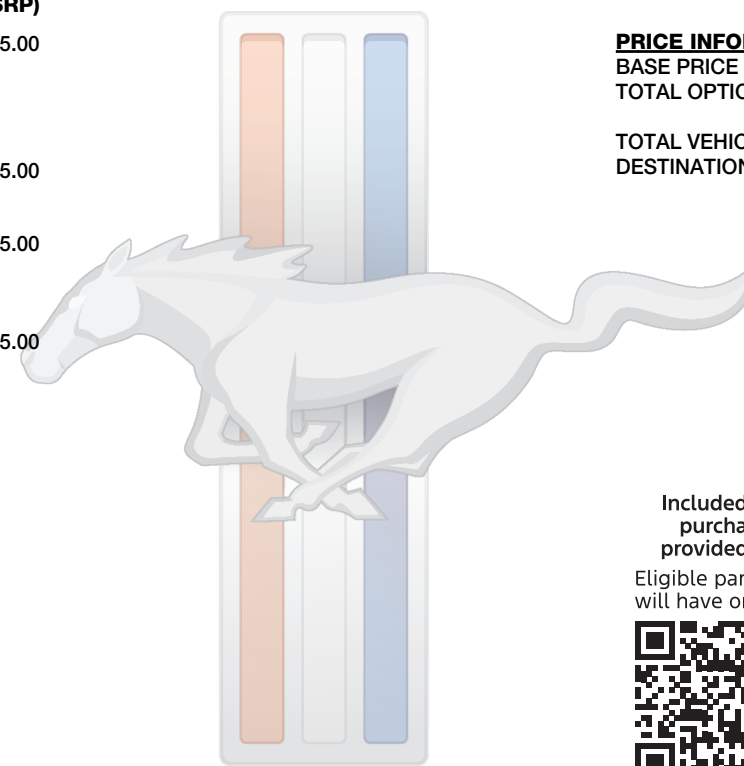 SRP)
5.00
5.00
5.00
5.00
PRICE INFO
BASE PRICE
TOTAL OPTIO
TOTAL VEHIC
DESTINATION
Included
purcha
provided
Eligible par
will have or